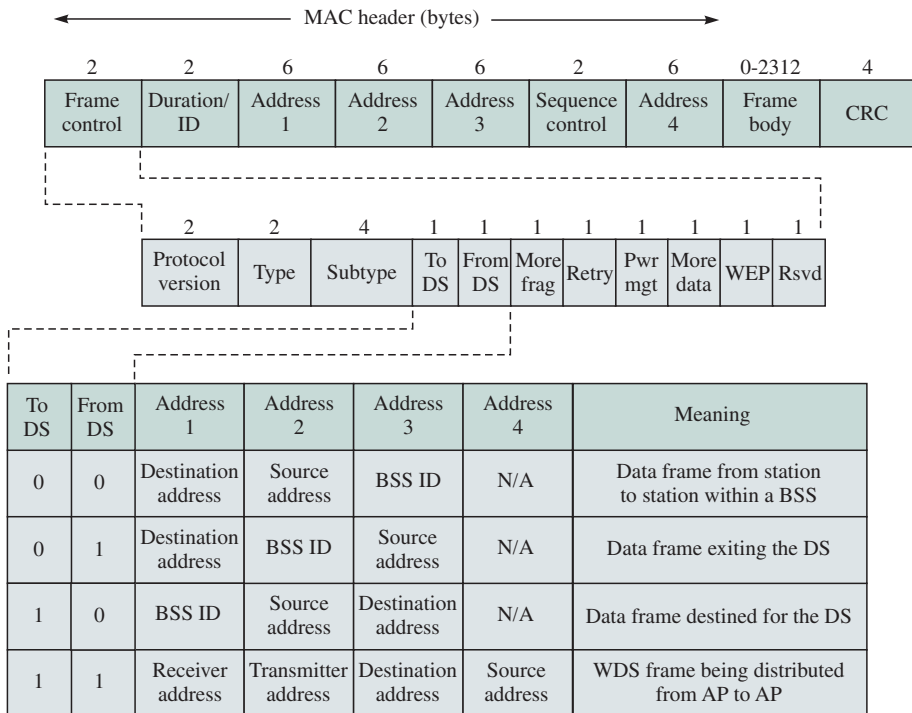 MAC header (bytes)
2 2 6 6 6 2 6 0-2312 4
Frame control
Duration/ ID
Address 1
Address 2
Address 3
Sequence control
Address 4
Frame body
CRC
2 2 4 1 1 1 1 1 1 1 1
Protocol version
Type
Subtype
To DS
From DS
More frag
Retry
Pwr mgt
More data
WEP
Rsvd
To DS
From DS
Address 1
Address 2
Address 3
Address 4
Meaning
0
0
Destination address
Source address
BSS ID
N/A
Data frame from station
to station within a BSS
0
1
Destination address
BSS ID
Source address
N/A
Data frame exiting the DS
1
0
BSS ID
Source address
Destination address
N/A
Data frame destined for the DS
1
1
Receiver address
Transmitter address
Destination address
Source address
WDS frame being distributed
from AP to AP